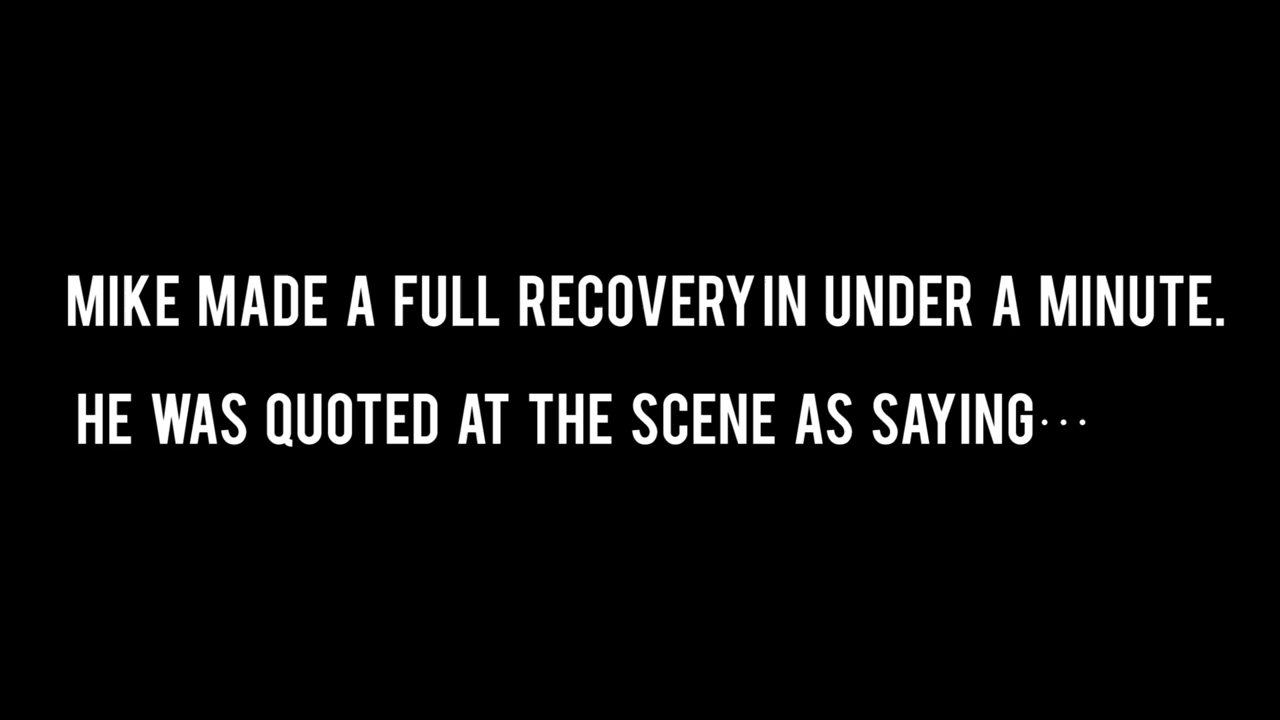 MIKE MADE A FULL RECOVERY IN UNDER A MINUTE.
HE WAS QUOTED AT THE SCENE AS SAYING···